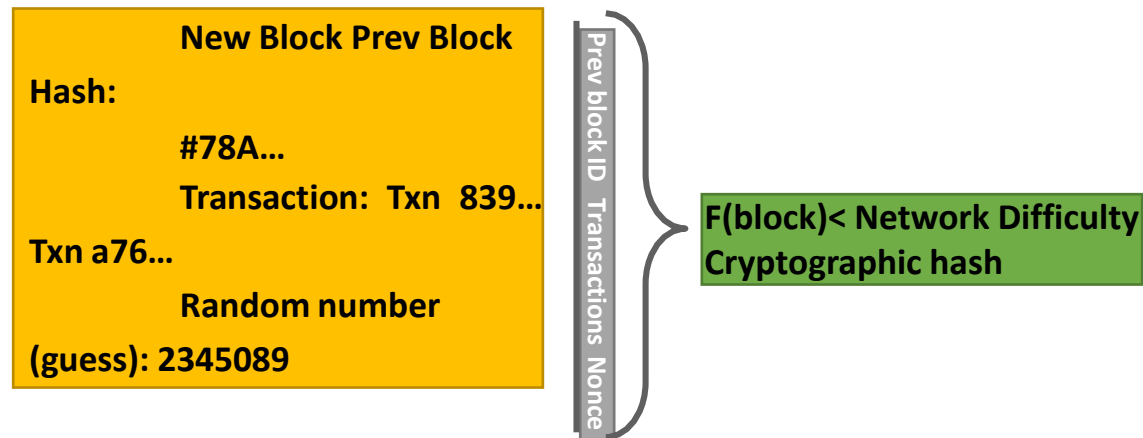 New Block Prev Block
Hash:
#78A…
Transaction: Txn 839…
Txn a76…
Random number
(guess): 2345089
Prev block ID Transactions Nonce
F(block)< Network Difficulty
Cryptographic hash